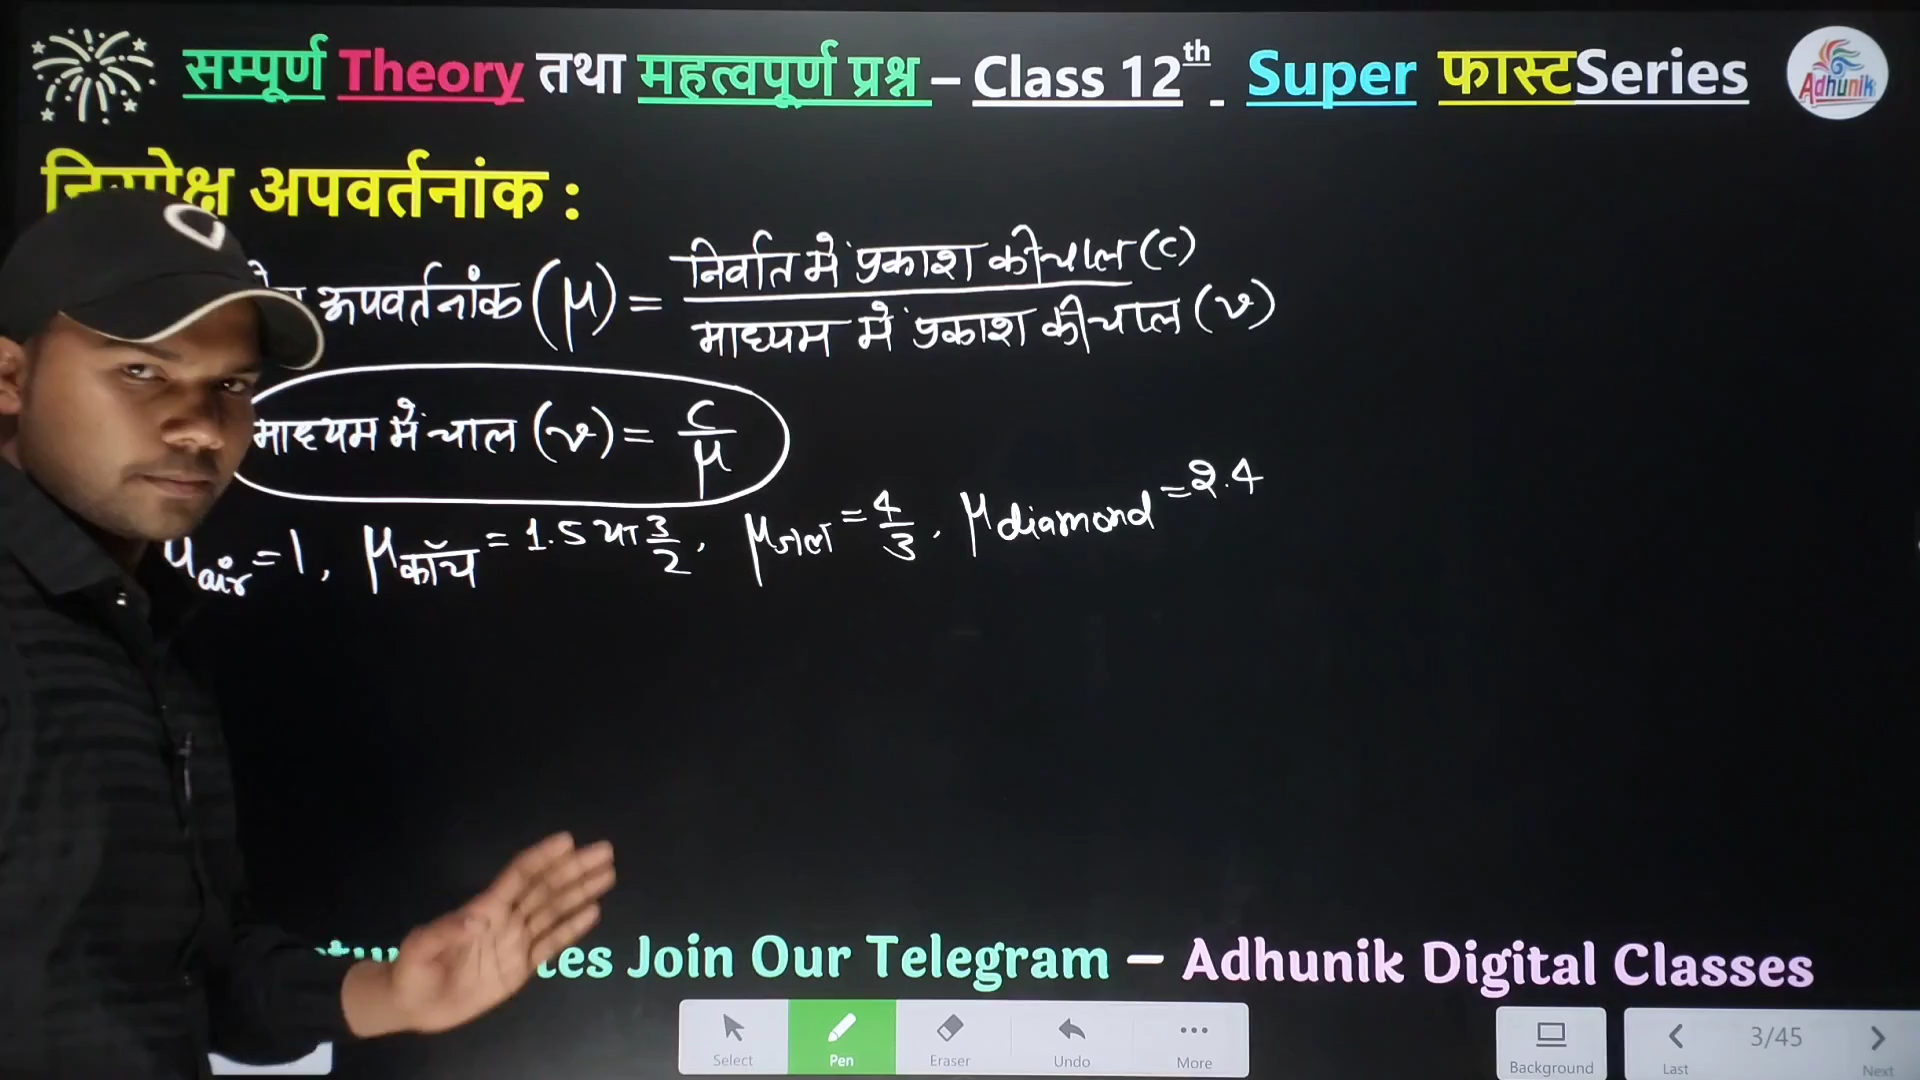 सम्पूर्ण Theory तथा महत्वपूर्ण प्रश्न – Class 12th - Super फास्टSeries
Adhunik
अपवर्तनांक :
अपवर्तनांक (μ) = निर्वात में प्रकाश की चाल (c)
माध्यम में प्रकाश की चाल (v)
माध्यम में चाल (v) = c/μ
μair = 1, μकाँच = 1.5 या 3/2, μजल = 4/3, μdiamond = 2.4
Join Our Telegram – Adhunik Digital Classes
Select
Pen
Eraser
Undo
More
Background
Last
3/45
Next